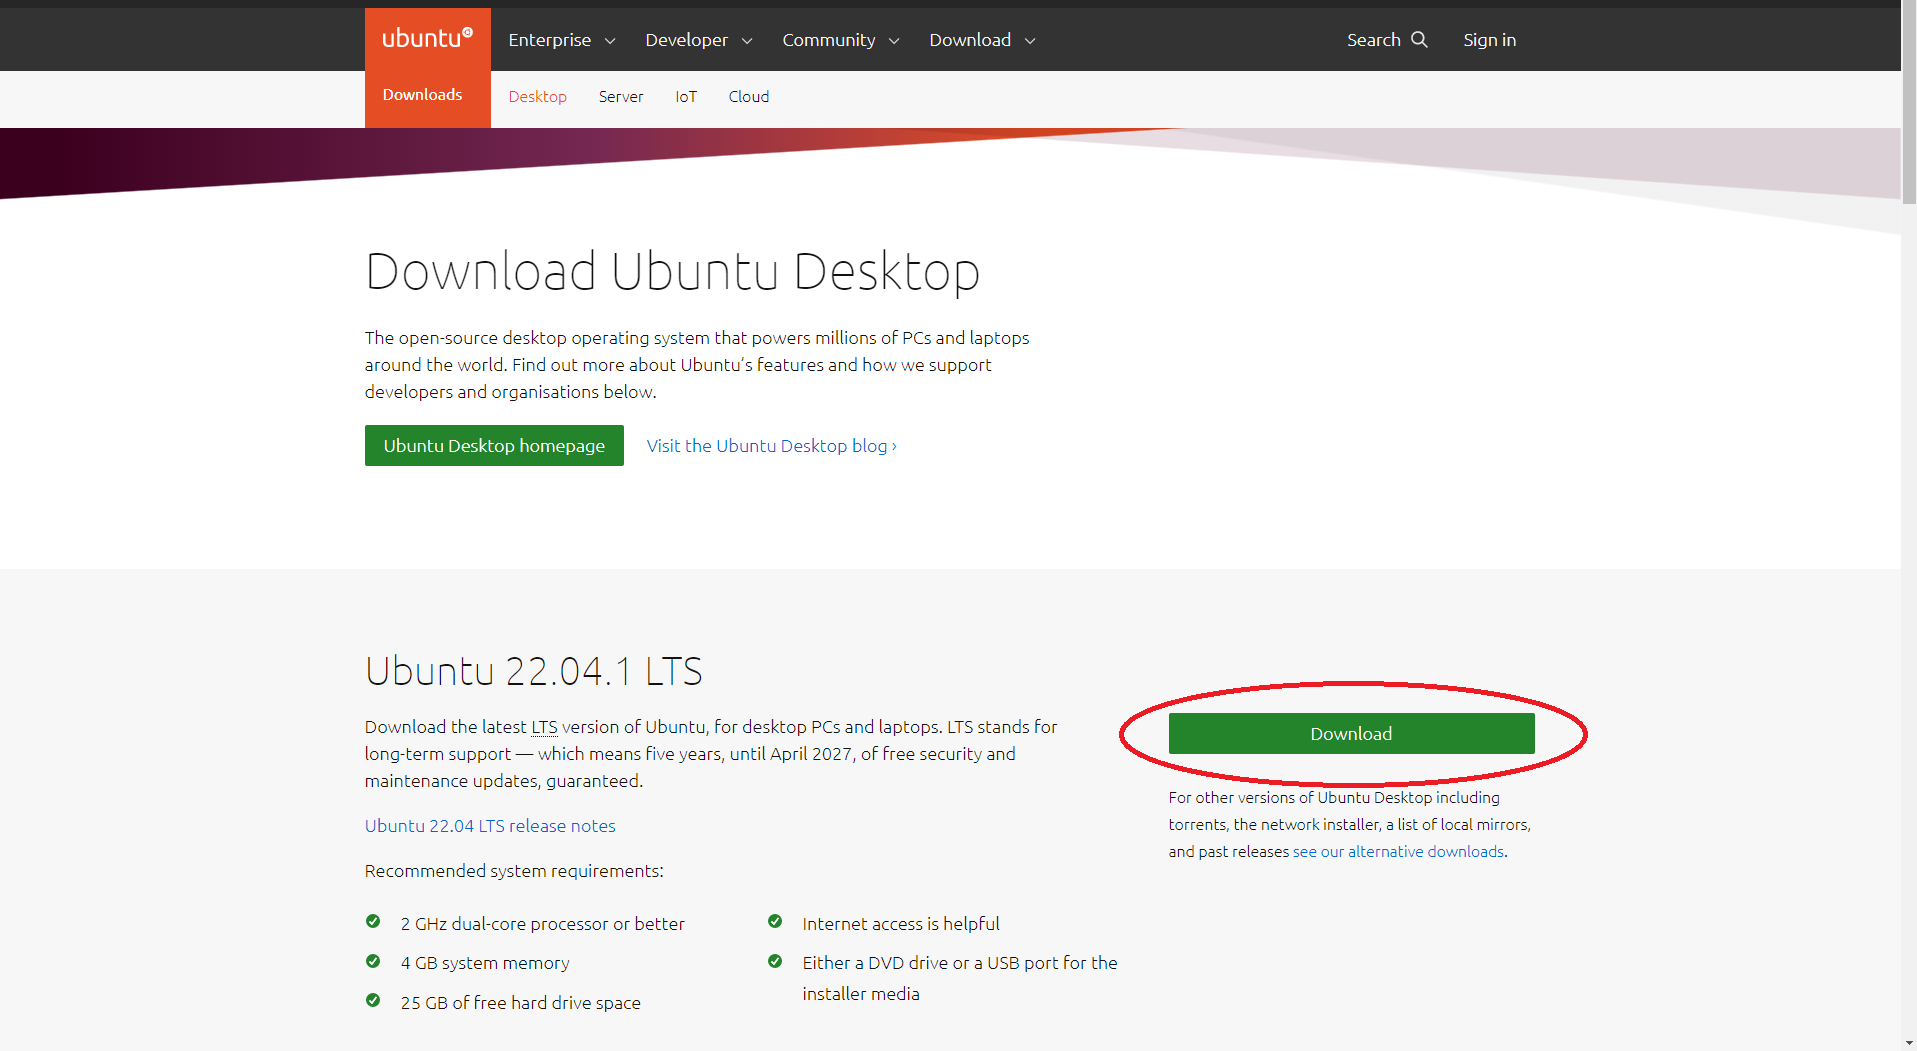 ubuntu
Enterprise
Developer
Community
Download
Search
Sign in
Downloads
Desktop
Server
IoT
Cloud
Download Ubuntu Desktop
The open-source desktop operating system that powers millions of PCs and laptops
around the world. Find out more about Ubuntu’s features and how we support
developers and organisations below.
Ubuntu Desktop homepage
Visit the Ubuntu Desktop blog ›
Ubuntu 22.04.1 LTS
Download the latest LTS version of Ubuntu, for desktop PCs and laptops. LTS stands for
long-term support — which means five years, until April 2027, of free security and
maintenance updates, guaranteed.
Ubuntu 22.04 LTS release notes
Recommended system requirements:
2 GHz dual-core processor or better
4 GB system memory
25 GB of free hard drive space
Internet access is helpful
Either a DVD drive or a USB port for the
installer media
Download
For other versions of Ubuntu Desktop including
torrents, the network installer, a list of local mirrors,
and past releases see our alternative downloads.